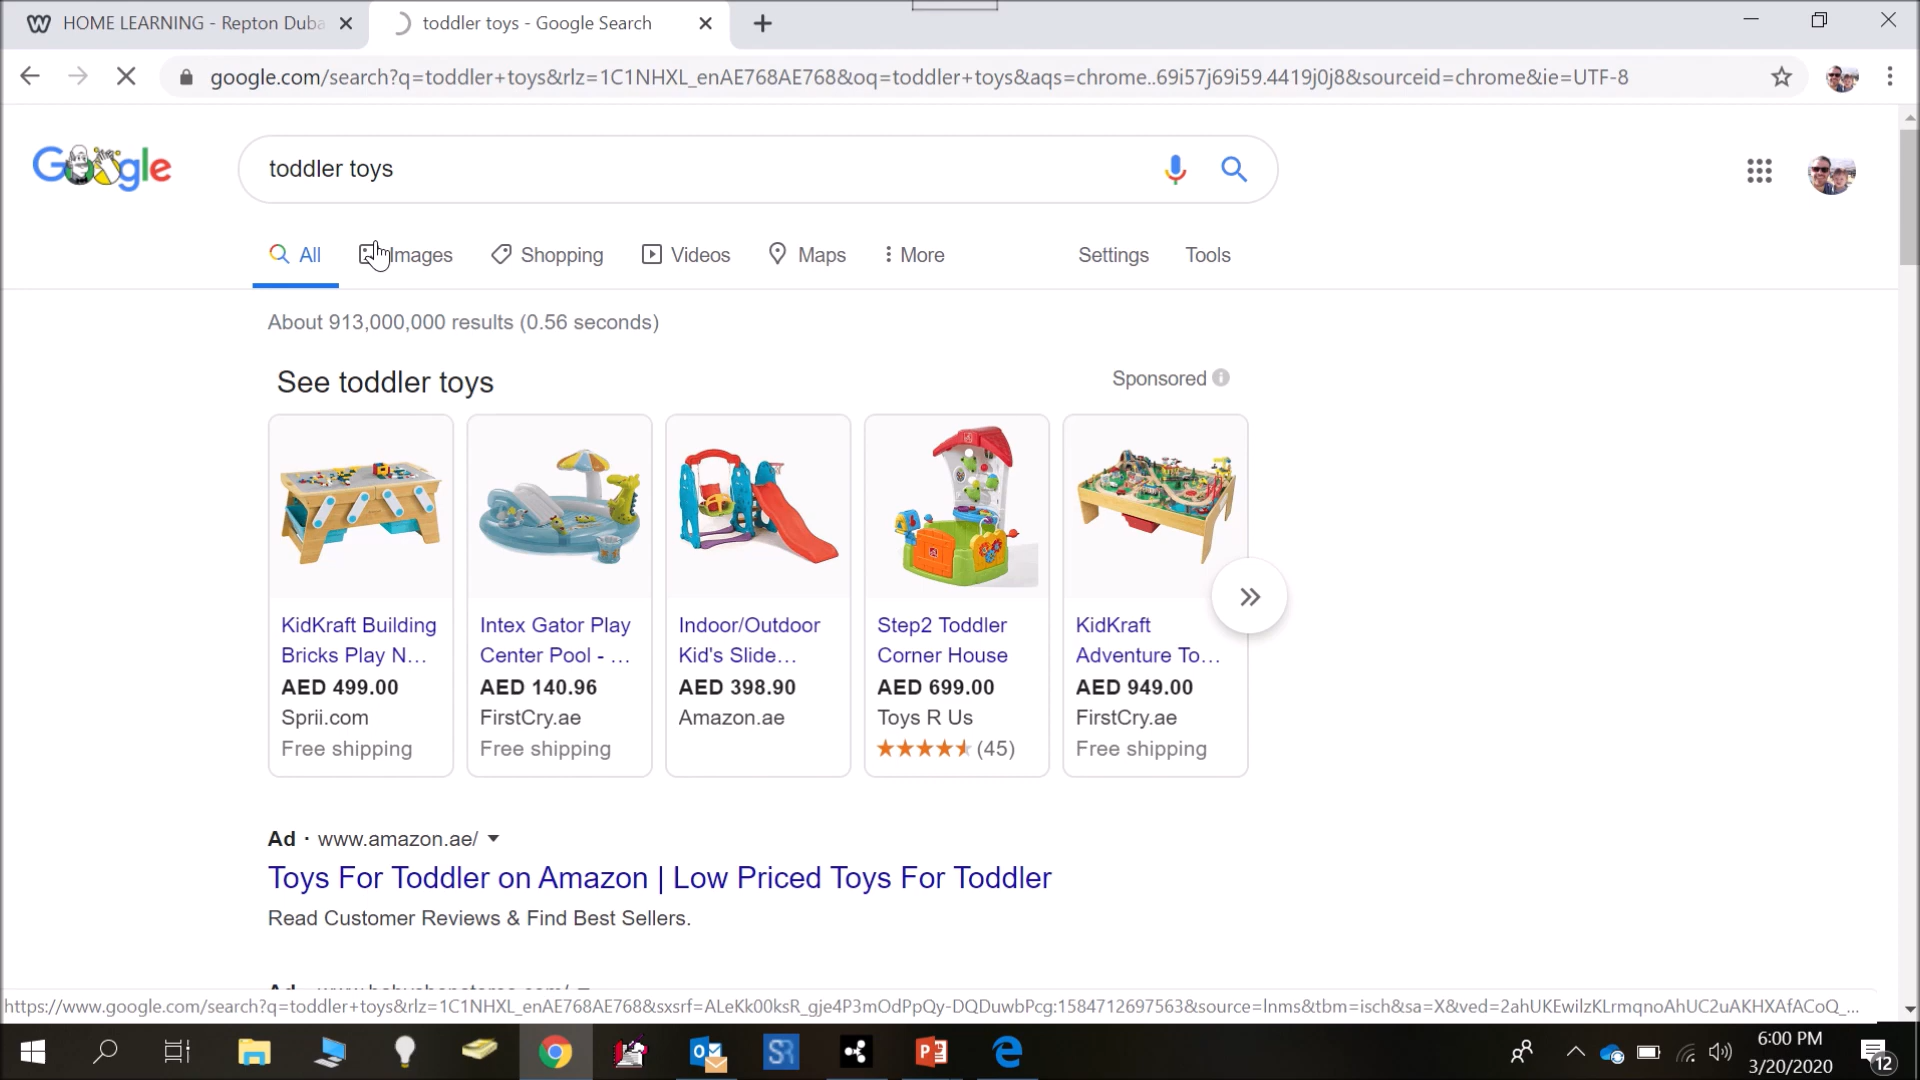 HOME LEARNING - Repton Duba
toddler toys - Google Search
google.com/search?q=toddler+toys&rlz=1C1NHXL_enAE768AE768&oq=toddler+toys&aqs=chrome..69i57j69i59.4419j0j8&sourceid=chrome&ie=UTF-8
Google
toddler toys
All Images Shopping Videos Maps More Settings Tools
About 913,000,000 results (0.56 seconds)
See toddler toys
Sponsored
KidKraft Building
Bricks Play N...
AED 499.00
Sprii.com
Free shipping
Intex Gator Play
Center Pool - ...
AED 140.96
FirstCry.ae
Free shipping
Indoor/Outdoor
Kid's Slide...
AED 398.90
Amazon.ae
Step2 Toddler
Corner House
AED 699.00
Toys R Us
(45)
KidKraft
Adventure To...
AED 949.00
FirstCry.ae
Free shipping
Ad · www.amazon.ae/
Toys For Toddler on Amazon | Low Priced Toys For Toddler
Read Customer Reviews & Find Best Sellers.
https://www.google.com/search?q=toddler+toys&rlz=1C1NHXL_enAE768AE768&sxsrf=ALeKk00ksR_gje4P3mOdPpQy-DQDuwbPcg:1584712697563&source=lnms&tbm=isch&sa=X&ved=2ahUKEwilzKLrmqnoAhUC2uAKHXAfACoQ_...
6:00 PM
3/20/2020
12